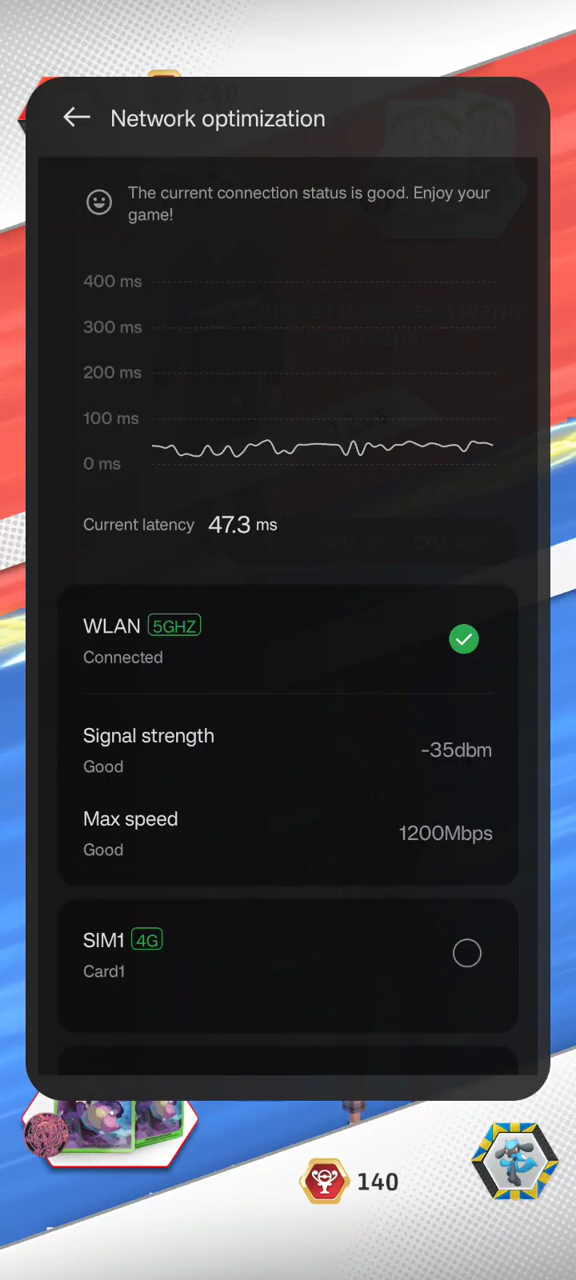 Network optimization
The current connection status is good. Enjoy your
game!
400 ms
300 ms
200 ms
100 ms
0 ms
Current latency 47.3 ms
WLAN 5GHZ
Connected
Signal strength
Good
-35dbm
Max speed
Good
1200Mbps
SIM1 4G
Card1
140